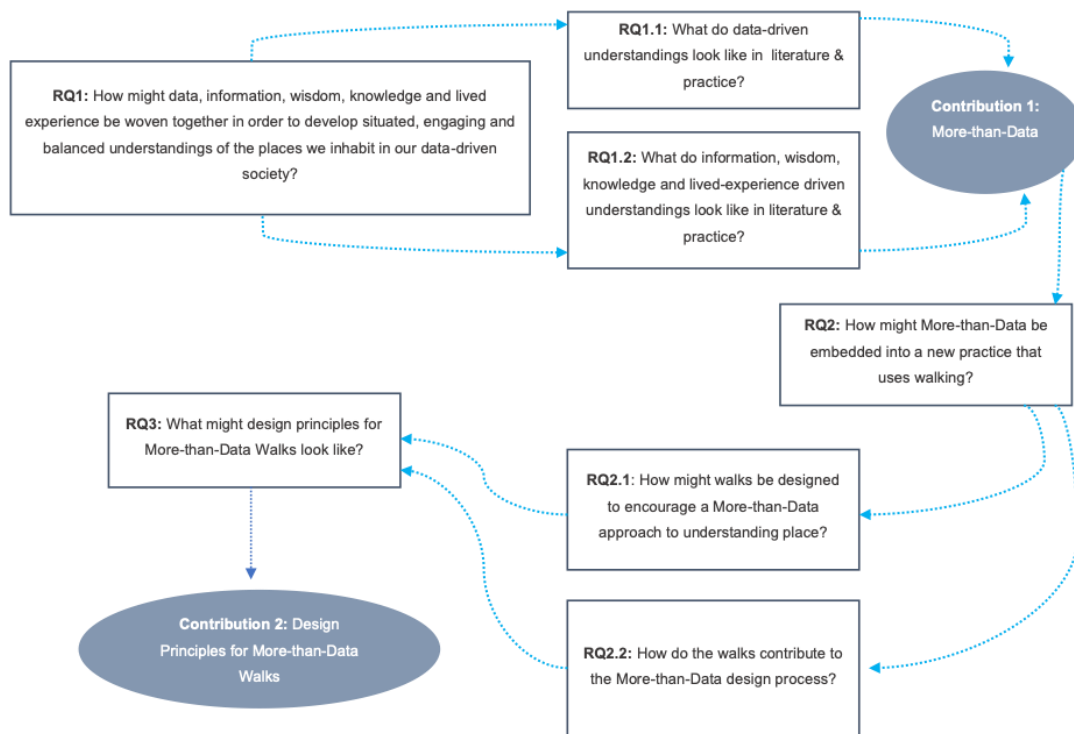 RQ1: How might data, information, wisdom, knowledge and lived
experience be woven together in order to develop situated, engaging and
balanced understandings of the places we inhabit in our data-driven
society?
RQ1.1: What do data-driven
understandings look like in literature &
practice?
RQ1.2: What do information, wisdom,
knowledge and lived-experience driven
understandings look like in literature &
practice?
Contribution 1:
More-than-Data
RQ2: How might More-than-Data be
embedded into a new practice that
uses walking?
RQ2.1: How might walks be designed
to encourage a More-than-Data
approach to understanding place?
RQ2.2: How do the walks contribute to
the More-than-Data design process?
RQ3: What might design principles for
More-than-Data Walks look like?
Contribution 2: Design
Principles for More-than-Data
Walks